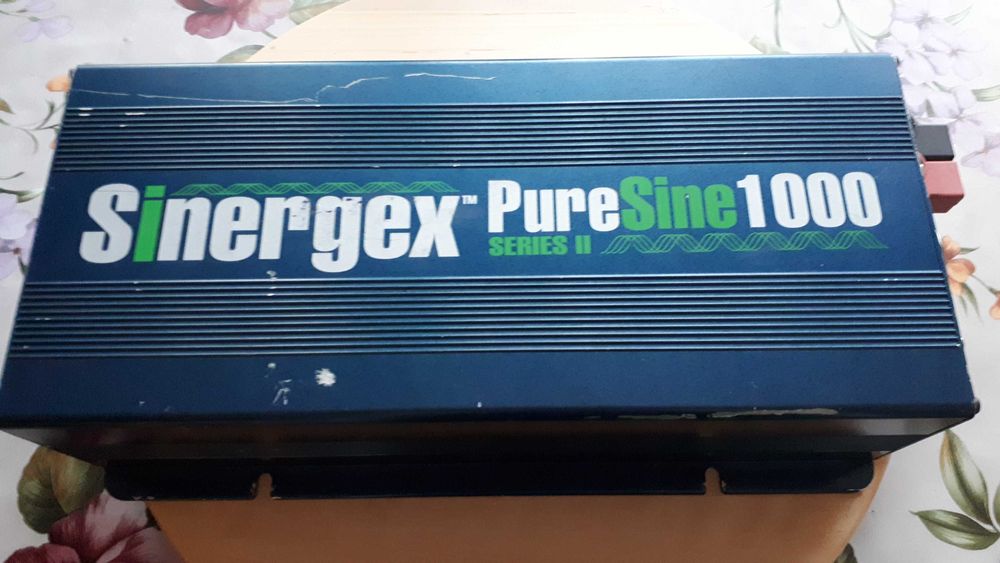 Sinergex™ PureSine1000
SERIES II